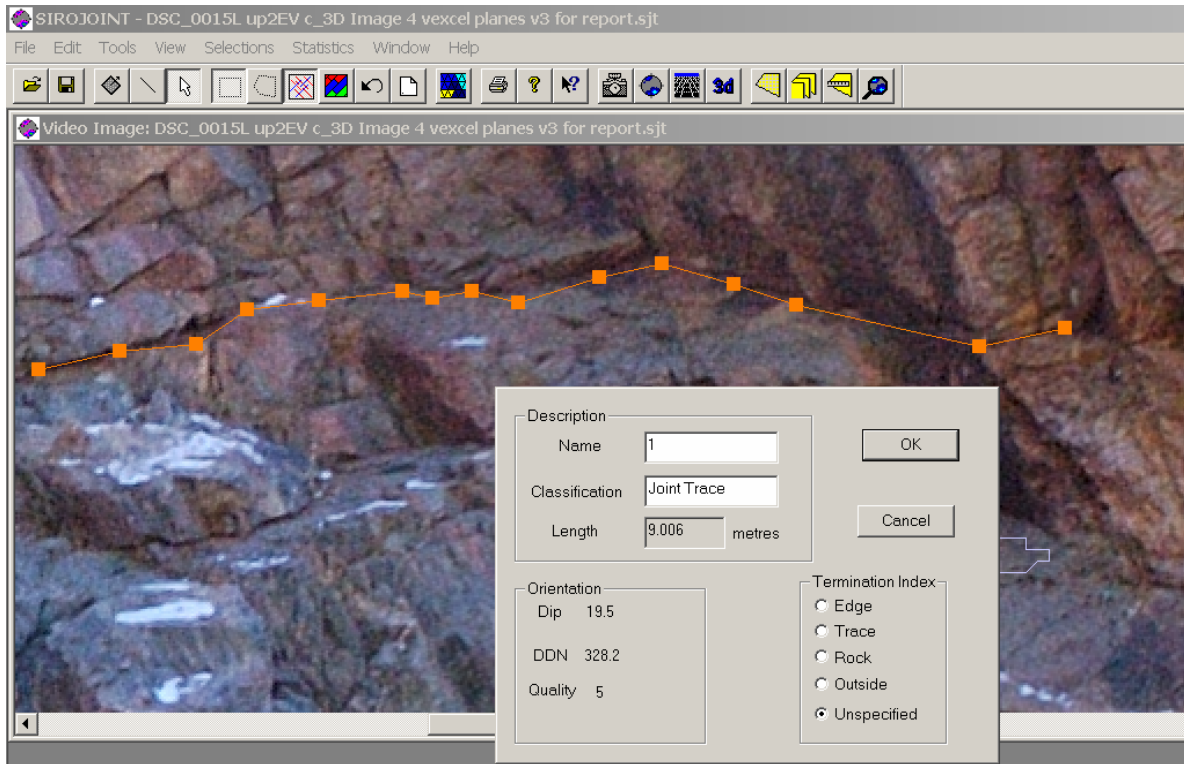 SIROJOINT - DSC_0015L up2EV c_3D Image 4 vexcel planes v3 for report.sjt
File Edit Tools View Selections Statistics Window Help
3d
Video Image: DSC_0015L up2EV c_3D Image 4 vexcel planes v3 for report.sjt
Description
Name 1
Classification Joint Trace
Length 9.006 metres
OK
Cancel
Orientation
Dip 19.5
DDN 328.2
Quality 5
Termination Index
Edge
Trace
Rock
Outside
Unspecified